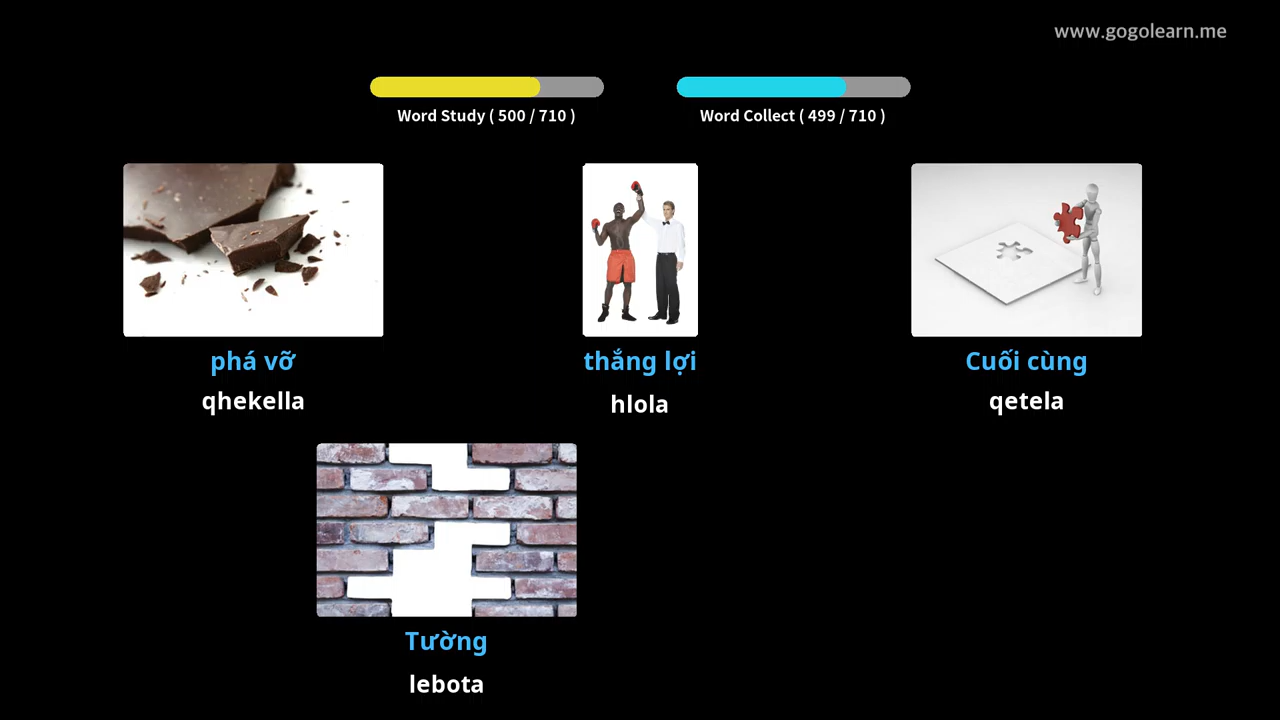 www.gogolearn.me
Word Study ( 500 / 710 )
Word Collect ( 499 / 710 )
phá vỡ
qhekella
thắng lợi
hlola
Cuối cùng
qetela
Tường
lebota